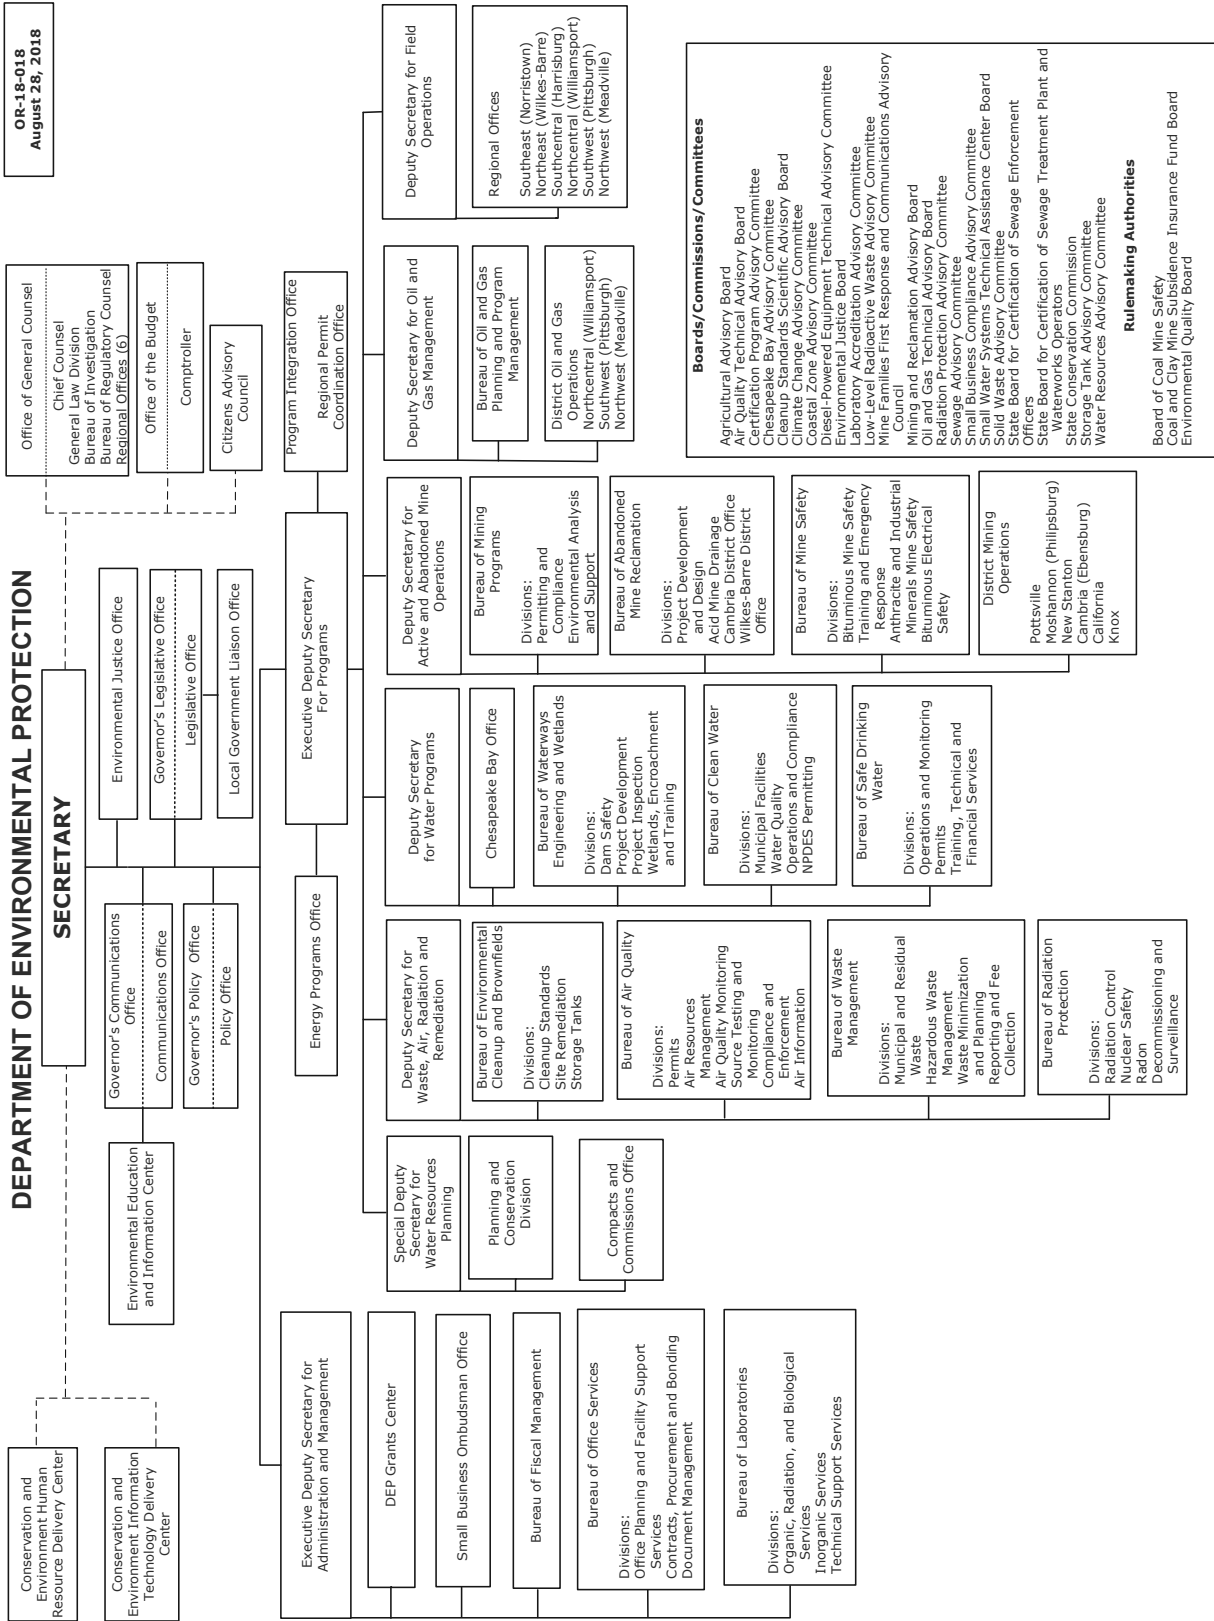 DEPARTMENT OF ENVIRONMENTAL PROTECTION
OR-18-018
August 28, 2018
SECRETARY
Conservation and
Environment Human
Resource Delivery Center
Conservation and
Environment Information
Technology Delivery
Center
Environmental Education
and Information Center
Governor's Communications
Office
Communications Office
Governor's Policy Office
Policy Office
Environmental Justice Office
Governor's Legislative Office
Legislative Office
Local Government Liaison Office
Office of General Counsel
Chief Counsel
General Law Division
Bureau of Investigation
Bureau of Regulatory Counsel
Regional Offices (6)
Office of the Budget
Comptroller
Citizens Advisory
Council
Executive Deputy Secretary for
Administration and Management
DEP Grants Center
Small Business Ombudsman Office
Bureau of Fiscal Management
Bureau of Office Services
Divisions:
Office Planning and Facility Support
Services
Contracts, Procurement and Bonding
Document Management
Bureau of Laboratories
Divisions:
Organic, Radiation, and Biological
Services
Inorganic Services
Technical Support Services
Energy Programs Office
Executive Deputy Secretary
For Programs
Program Integration Office
Regional Permit
Coordination Office
Special Deputy
Secretary for
Water Resources
Planning
Planning and
Conservation
Division
Compacts and
Commissions Office
Deputy Secretary for
Waste, Air, Radiation and
Remediation
Bureau of Environmental
Cleanup and Brownfields
Divisions:
Cleanup Standards
Site Remediation
Storage Tanks
Bureau of Air Quality
Divisions:
Permits
Air Resources
Management
Air Quality Monitoring
Source Testing and
Monitoring
Compliance and
Enforcement
Air Information
Bureau of Waste
Management
Divisions:
Municipal and Residual
Waste
Hazardous Waste
Management
Waste Minimization
and Planning
Reporting and Fee
Collection
Bureau of Radiation
Protection
Divisions:
Radiation Control
Nuclear Safety
Radon
Decommissioning and
Surveillance
Deputy Secretary
for Water Programs
Chesapeake Bay Office
Bureau of Waterways
Engineering and Wetlands
Divisions:
Dam Safety
Project Development
Project Inspection
Wetlands, Encroachment
and Training
Bureau of Clean Water
Divisions:
Municipal Facilities
Water Quality
Operations and Compliance
NPDES Permitting
Bureau of Safe Drinking
Water
Divisions:
Operations and Monitoring
Permits
Training, Technical and
Financial Services
Deputy Secretary for
Active and Abandoned Mine
Operations
Bureau of Mining
Programs
Divisions:
Permitting and
Compliance
Environmental Analysis
and Support
Bureau of Abandoned
Mine Reclamation
Divisions:
Project Development
and Design
Acid Mine Drainage
Cambria District Office
Wilkes-Barre District
Office
Bureau of Mine Safety
Divisions:
Bituminous Mine Safety
Training and Emergency
Response
Anthracite and Industrial
Minerals Mine Safety
Bituminous Electrical
Safety
District Mining
Operations
Pottsville
Moshannon (Philipsburg)
New Stanton
Cambria (Ebensburg)
California
Knox
Deputy Secretary for Oil and
Gas Management
Bureau of Oil and Gas
Planning and Program
Management
District Oil and Gas
Operations
Northcentral (Williamsport)
Southwest (Pittsburgh)
Northwest (Meadville)
Deputy Secretary for Field
Operations
Regional Offices
Southeast (Norristown)
Northeast (Wilkes-Barre)
Southcentral (Harrisburg)
Northcentral (Williamsport)
Southwest (Pittsburgh)
Northwest (Meadville)
Boards/Commissions/Committees
Agricultural Advisory Board
Air Quality Technical Advisory Board
Certification Program Advisory Committee
Chesapeake Bay Advisory Committee
Cleanup Standards Scientific Advisory Board
Climate Change Advisory Committee
Coastal Zone Advisory Committee
Diesel-Powered Equipment Technical Advisory Committee
Environmental Justice Board
Laboratory Accreditation Advisory Committee
Low-Level Radioactive Waste Advisory Committee
Mine Families First Response and Communications Advisory
Council
Mining and Reclamation Advisory Board
Oil and Gas Technical Advisory Board
Radiation Protection Advisory Committee
Sewage Advisory Committee
Small Business Compliance Advisory Committee
Small Water Systems Technical Assistance Center Board
Solid Waste Advisory Committee
State Board for Certification of Sewage Enforcement
Officers
State Board for Certification of Sewage Treatment Plant and
Waterworks Operators
State Conservation Commission
Storage Tank Advisory Committee
Water Resources Advisory Committee
Rulemaking Authorities
Board of Coal Mine Safety
Coal and Clay Mine Subsidence Insurance Fund Board
Environmental Quality Board